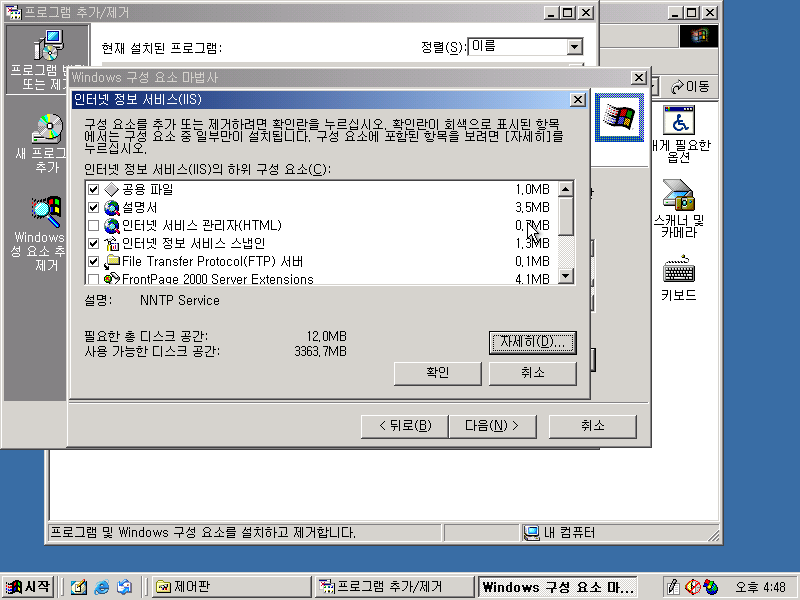 프로그램 추가/제거
현재 설치된 프로그램:
정렬(S): 이름
프로그램 변
또는 제거
새 프로그
추가
Windows
성 요소 추
제거
Windows 구성 요소 마법사
인터넷 정보 서비스(IIS)
구성 요소를 추가 또는 제거하려면 확인란을 누르십시오. 확인란이 회색으로 표시된 항목
에서는 구성 요소 중 일부만이 설치됩니다. 구성 요소에 포함된 항목을 보려면 [자세히]를
누르십시오.
인터넷 정보 서비스(IIS)의 하위 구성 요소(C):
공용 파일 1.0MB
설명서 3.5MB
인터넷 서비스 관리자(HTML) 0.7MB
인터넷 정보 서비스 스냅인 1.3MB
File Transfer Protocol(FTP) 서버 0.1MB
FrontPage 2000 Server Extensions 4.1MB
설명: NNTP Service
필요한 총 디스크 공간: 12.0MB
사용 가능한 디스크 공간: 3363.7MB
자세히(D)...
확인
취소
< 뒤로(B)
다음(N) >
취소
이동
내게 필요한
옵션
스캐너 및
카메라
키보드
프로그램 및 Windows 구성 요소를 설치하고 제거합니다.
내 컴퓨터
시작
제어판
프로그램 추가/제거
Windows 구성 요소 마...
오후 4:48